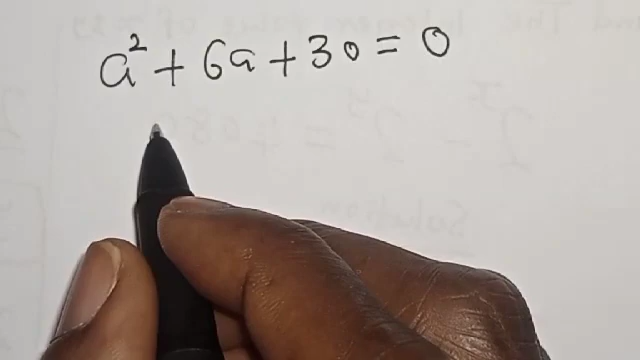 a² + 6a + 30 = 0